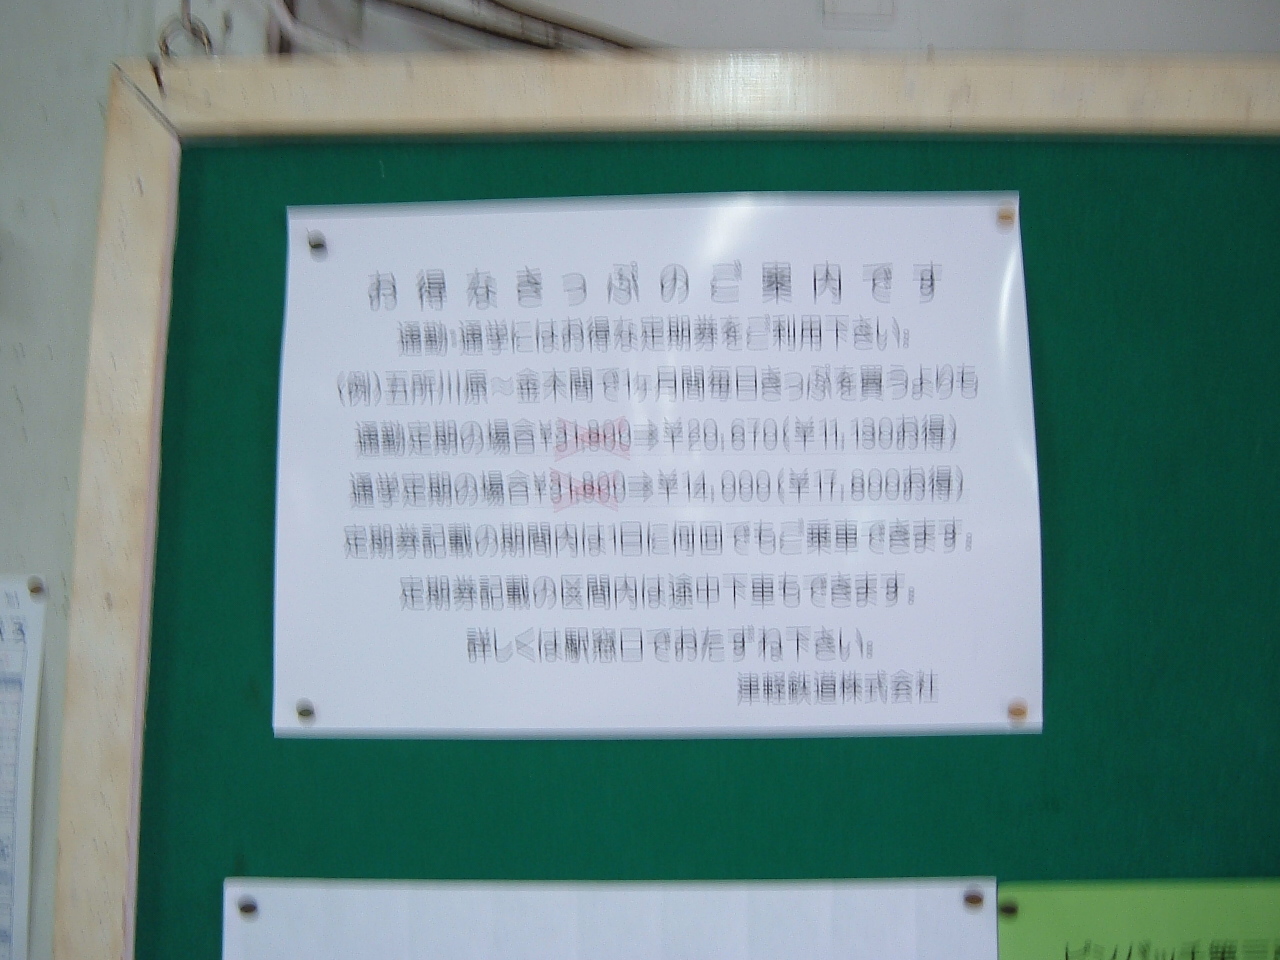 お得なきっぷのご案内です
通勤・通学にはお得な定期券をご利用下さい。
(例)五所川原～金木間で1ヶ月間毎日きっぷを買うよりも
通勤定期の場合¥31,800⇒¥20,670(¥11,130お得)
通学定期の場合¥31,800⇒¥14,000(¥17,800お得)
定期券記載の期間内は1日に何回でもご乗車できます。
定期券記載の区間内は途中下車もできます。
詳しくは駅窓口でおたずね下さい。
津軽鉄道株式会社